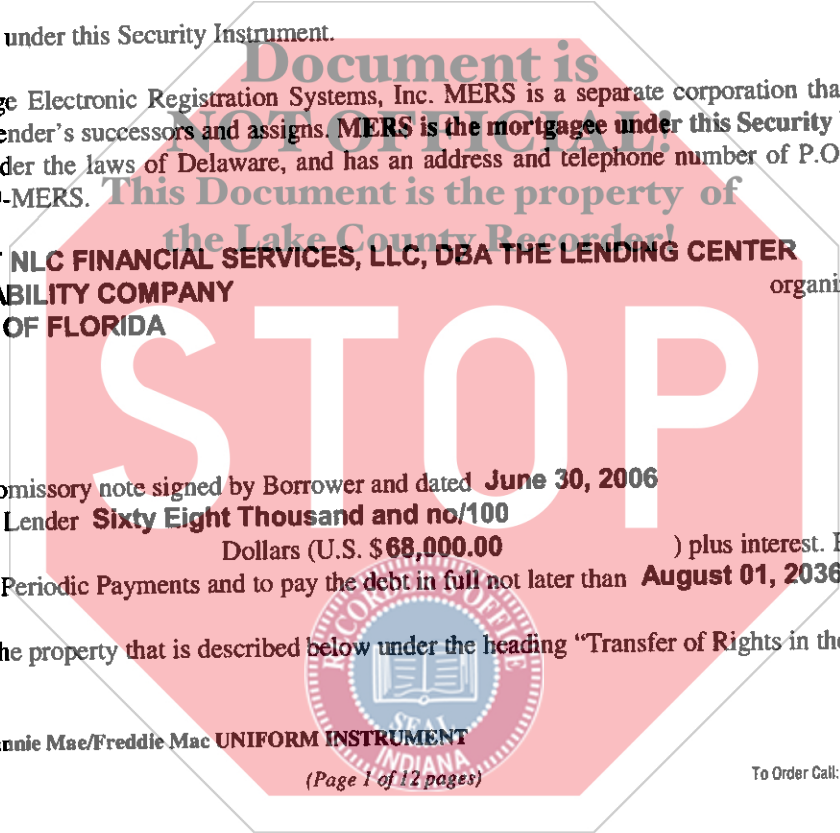 under this Security Instrument.
Document is
ge Electronic Registration Systems, Inc. MERS is a separate corporation tha
ender's successors and assigns. MERS is the mortgagee under this Security
NOT OFFICIAL!
der the laws of Delaware, and has an address and telephone number of P.O
-MERS.
This Document is the property of
the Lake County Recorder!
NLC FINANCIAL SERVICES, LLC, DBA THE LENDING CENTER
ABILITY COMPANY
organi
OF FLORIDA
STOP
omissory note signed by Borrower and dated June 30, 2006
Lender Sixty Eight Thousand and no/100
Dollars (U.S. $68,000.00 ) plus interest.
Periodic Payments and to pay the debt in full not later than August 01, 2036
RECORDER'S OFFICE
he property that is described below under the heading “Transfer of Rights in the
SEAL
INDIANA
nnie Mae/Freddie Mac UNIFORM INSTRUMENT
(Page 1 of 12 pages)
To Order Call: